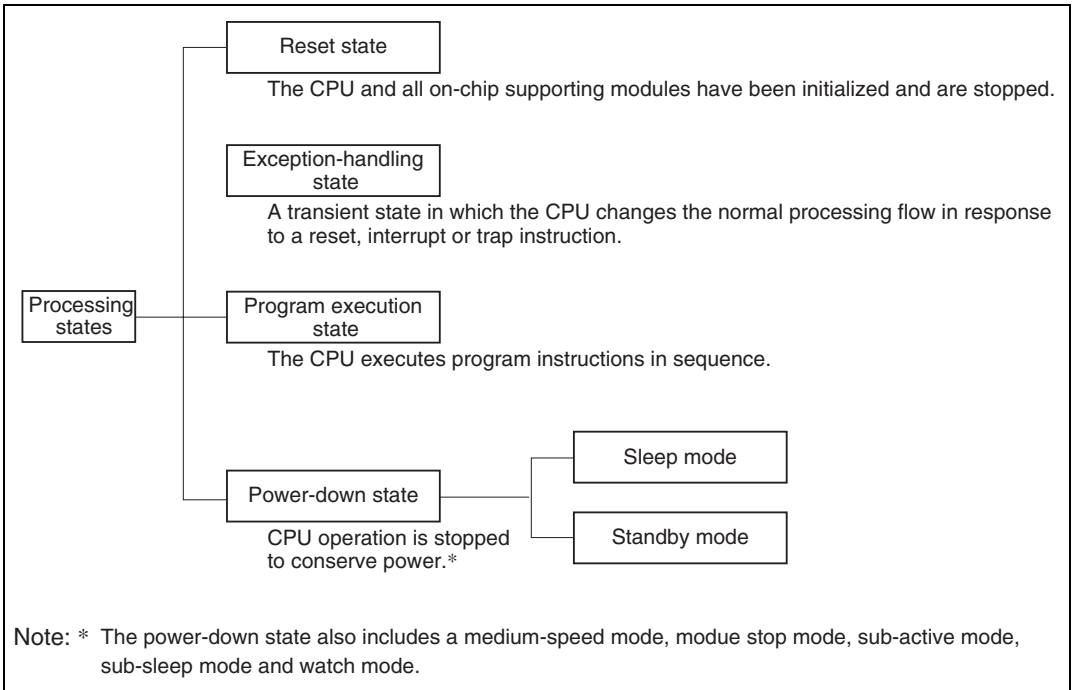 Reset state
The CPU and all on-chip supporting modules have been initialized and are stopped.
Exception-handling
state
A transient state in which the CPU changes the normal processing flow in response
to a reset, interrupt or trap instruction.
Processing
states
Program execution
state
The CPU executes program instructions in sequence.
Sleep mode
Power-down state
Standby mode
CPU operation is stopped
to conserve power.*
Note: * The power-down state also includes a medium-speed mode, modue stop mode, sub-active mode,
sub-sleep mode and watch mode.